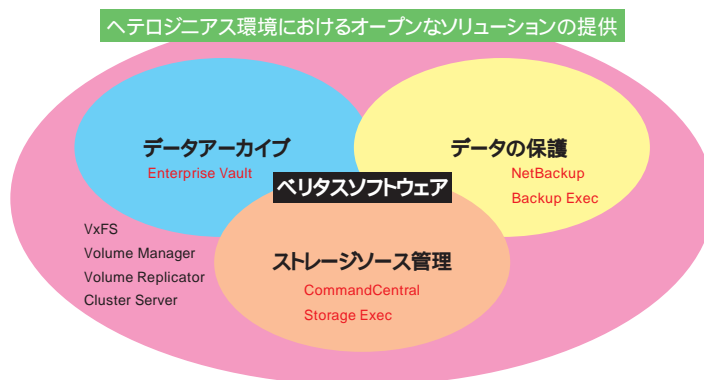 ヘテロジニアス環境におけるオープンなソリューションの提供
データアーカイブ
Enterprise Vault
データの保護
NetBackup
Backup Exec
ベリタスソフトウェア
VxFS
Volume Manager
Volume Replicator
Cluster Server
ストレージソース管理
CommandCentral
Storage Exec